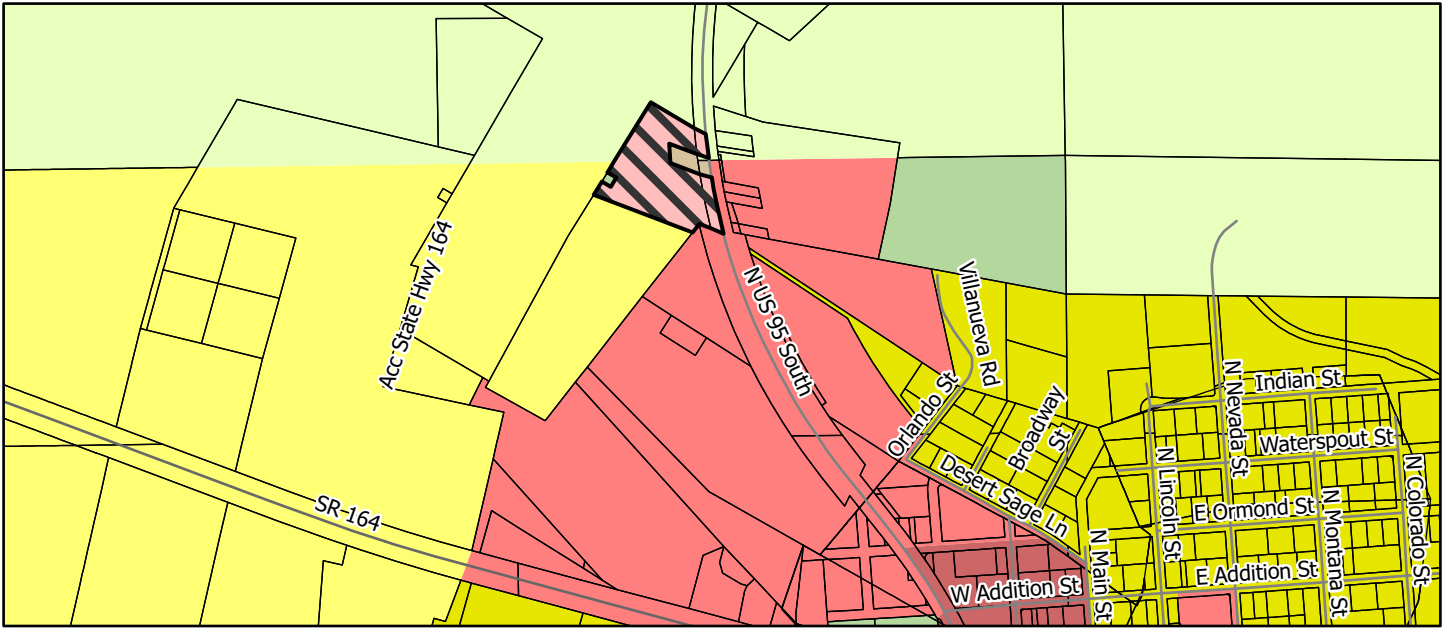 Acc State Hwy 164
N US 95 South
Villanueva Rd
Orlando St
Broadway
St
Desert Sage Ln
SR 164
Indian St
N Nevada St
Waterspout St
N Lincoln St
N Colorado St
E Ormond St
N Montana St
N Main St
E Addition St
W Addition St